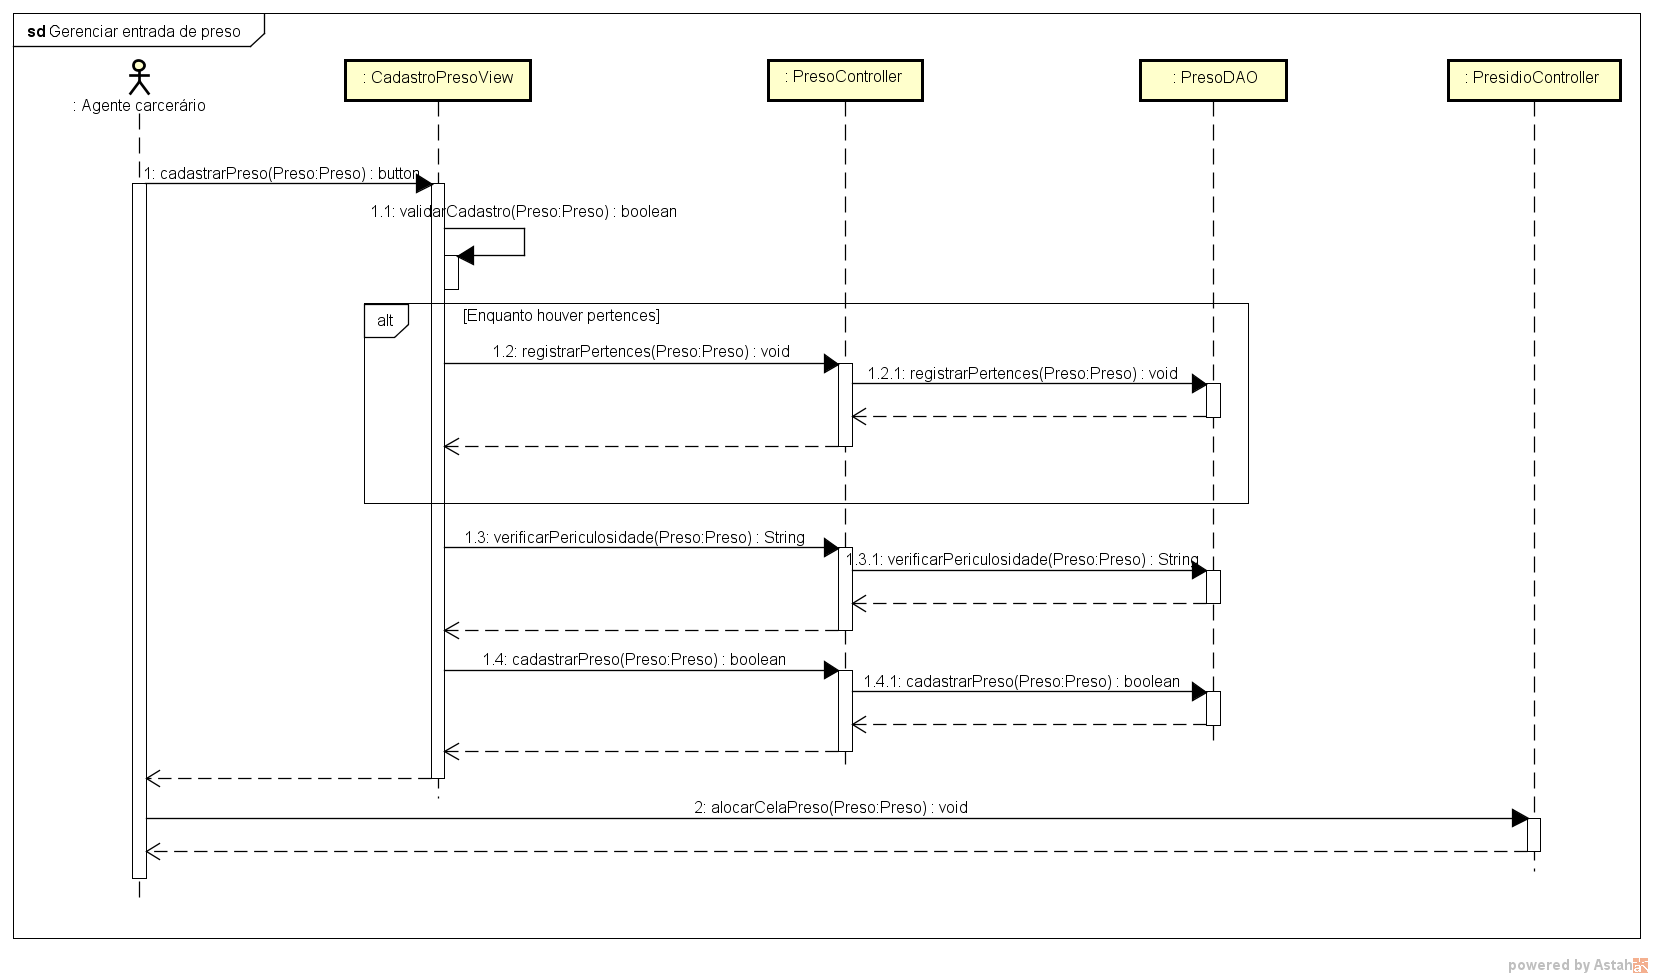 sd Gerenciar entrada de preso
: Agente carcerário
: CadastroPresoView
: PresoController
: PresoDAO
: PresidioController
1: cadastrarPreso(Preso:Preso) : button
1.1: validarCadastro(Preso:Preso) : boolean
alt
[Enquanto houver pertences]
1.2: registrarPertences(Preso:Preso) : void
1.2.1: registrarPertences(Preso:Preso) : void
1.3: verificarPericulosidade(Preso:Preso) : String
1.3.1: verificarPericulosidade(Preso:Preso) : String
1.4: cadastrarPreso(Preso:Preso) : boolean
1.4.1: cadastrarPreso(Preso:Preso) : boolean
2: alocarCelaPreso(Preso:Preso) : void
powered by Astah